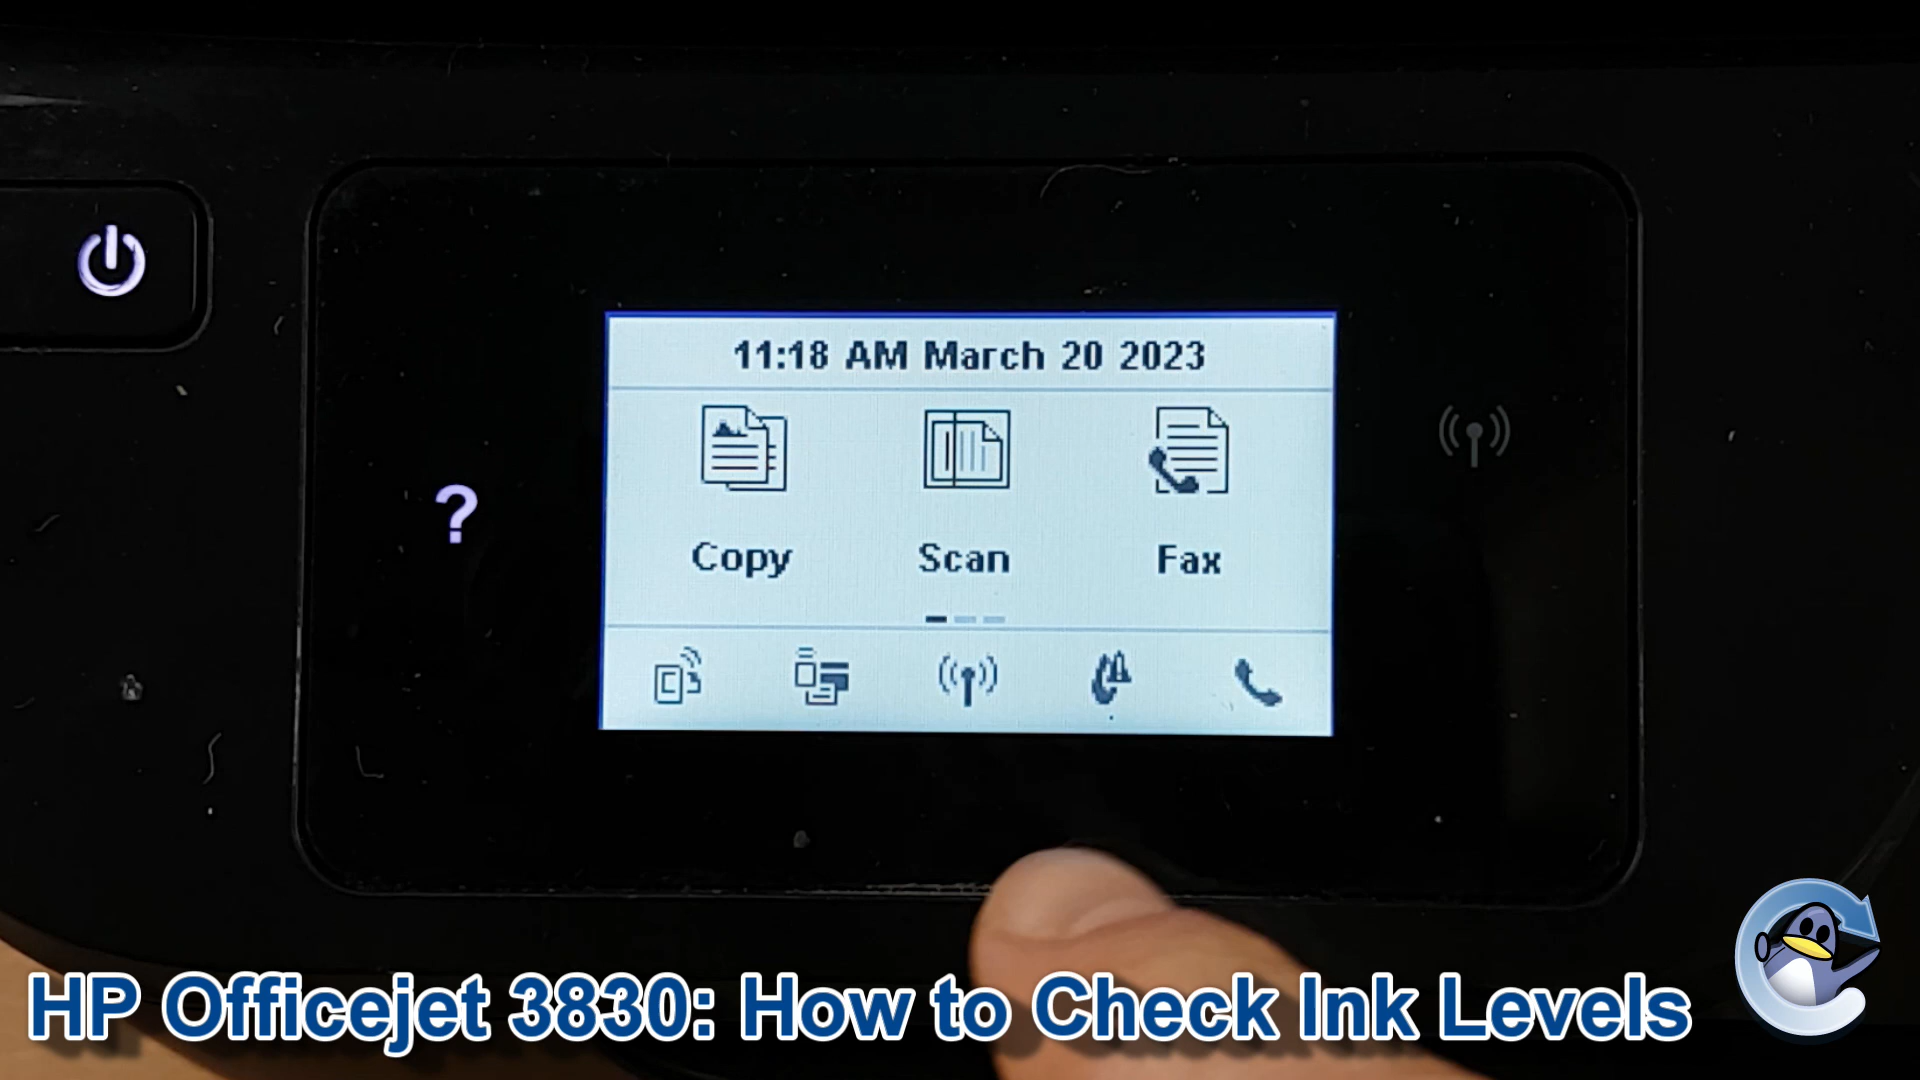 11:18 AM March 20 2023
Copy Scan Fax
?
HP Officejet 3830: How to Check Ink Levels